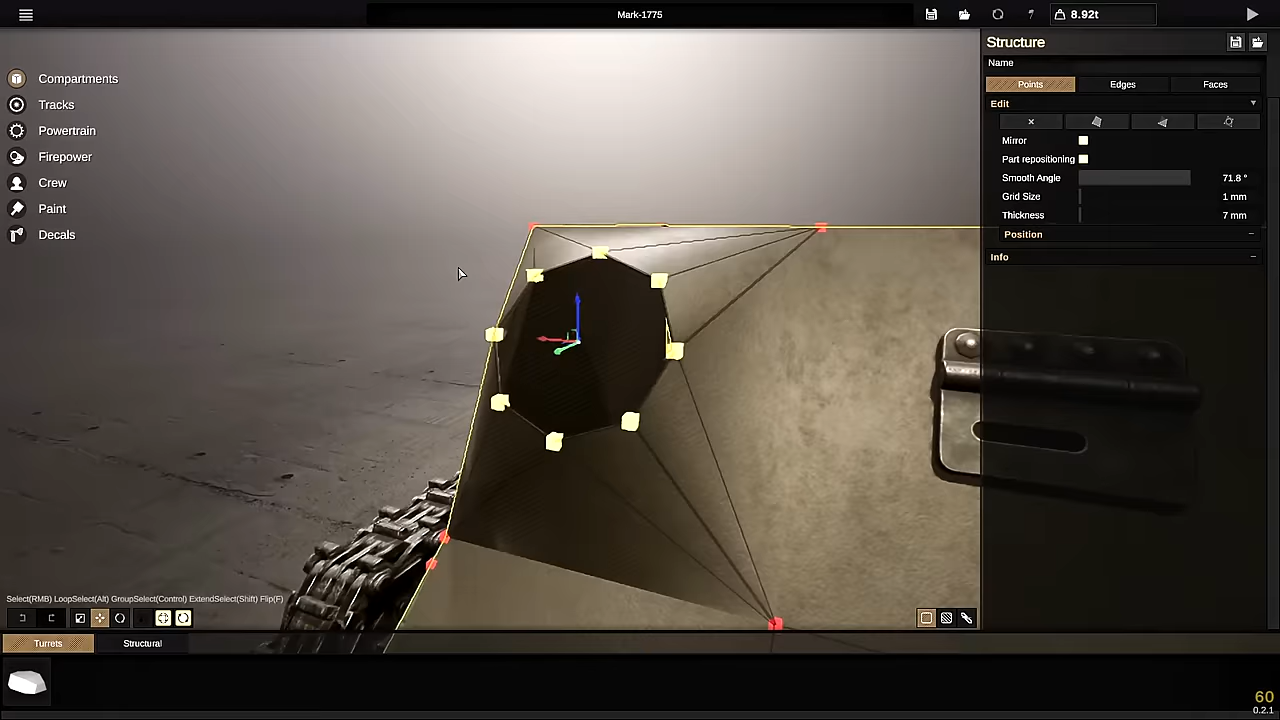 Mark-1775
8.92t
Compartments
Tracks
Powertrain
Firepower
Crew
Paint
Decals
Structure
Name
Points
Edges
Faces
Edit
Mirror
Part repositioning
Smooth Angle
71.8 °
Grid Size
1 mm
Thickness
7 mm
Position
Info
Select(RMB) LoopSelect(Alt) GroupSelect(Control) ExtendSelect(Shift) Flip(F)
Turrets
Structural
60
0.2.1